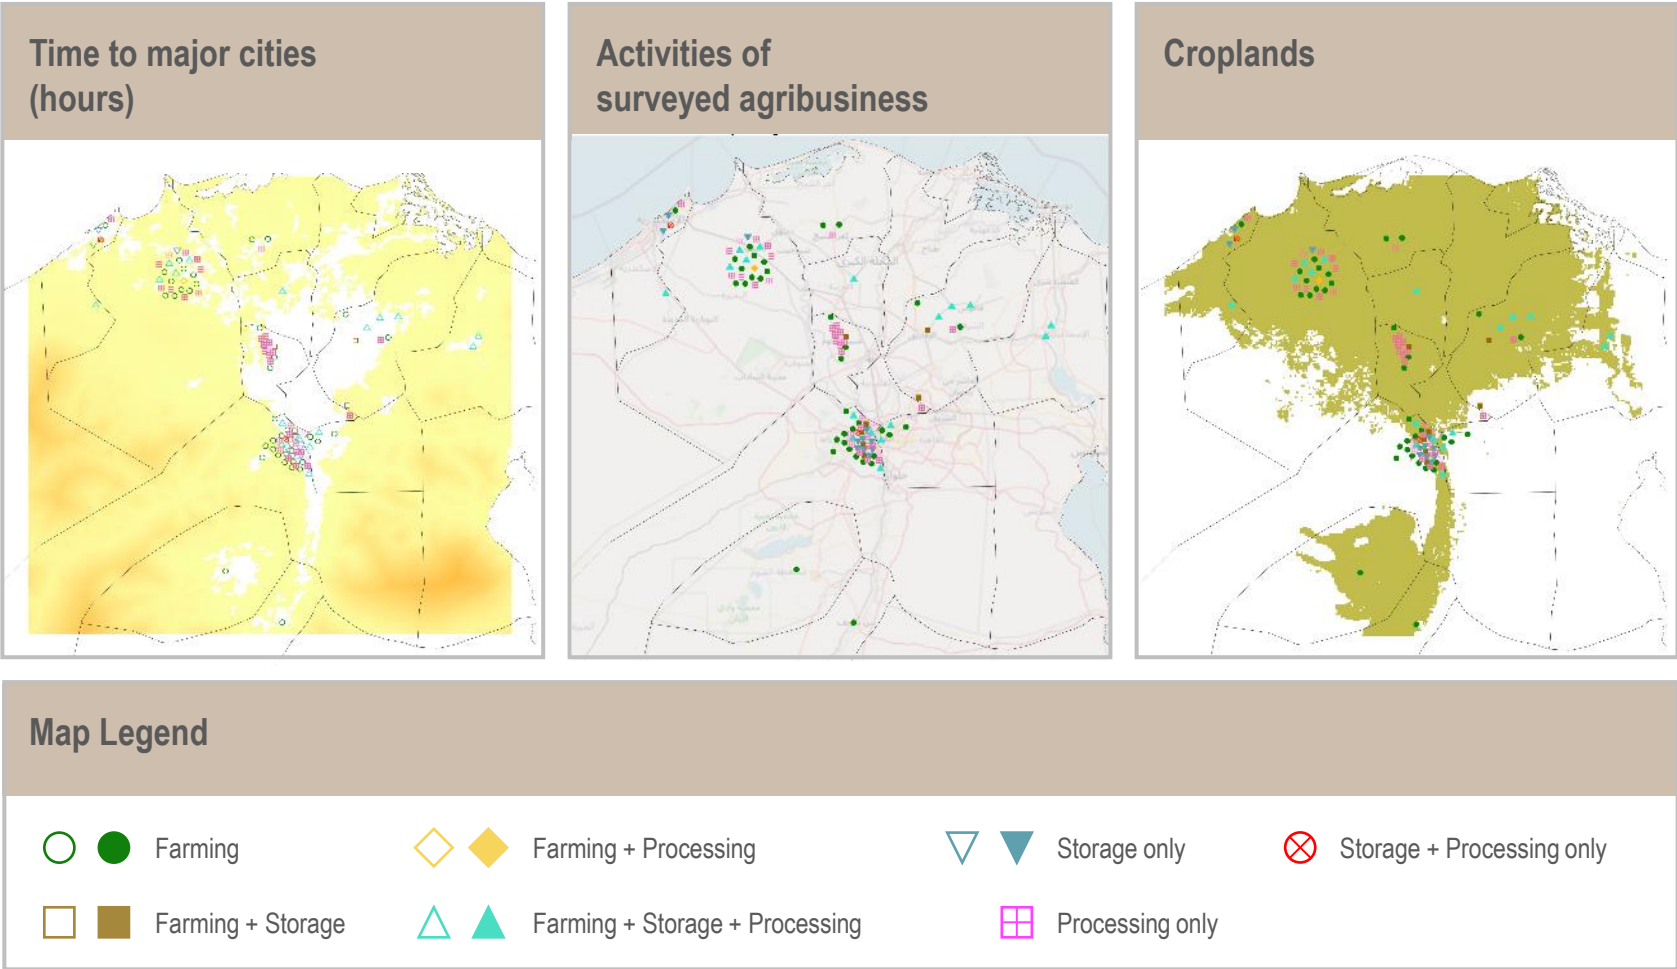 Time to major cities
(hours)
Activities of
surveyed agribusiness
Croplands
Map Legend
Farming
Farming + Processing
Storage only
Storage + Processing only
Farming + Storage
Farming + Storage + Processing
Processing only